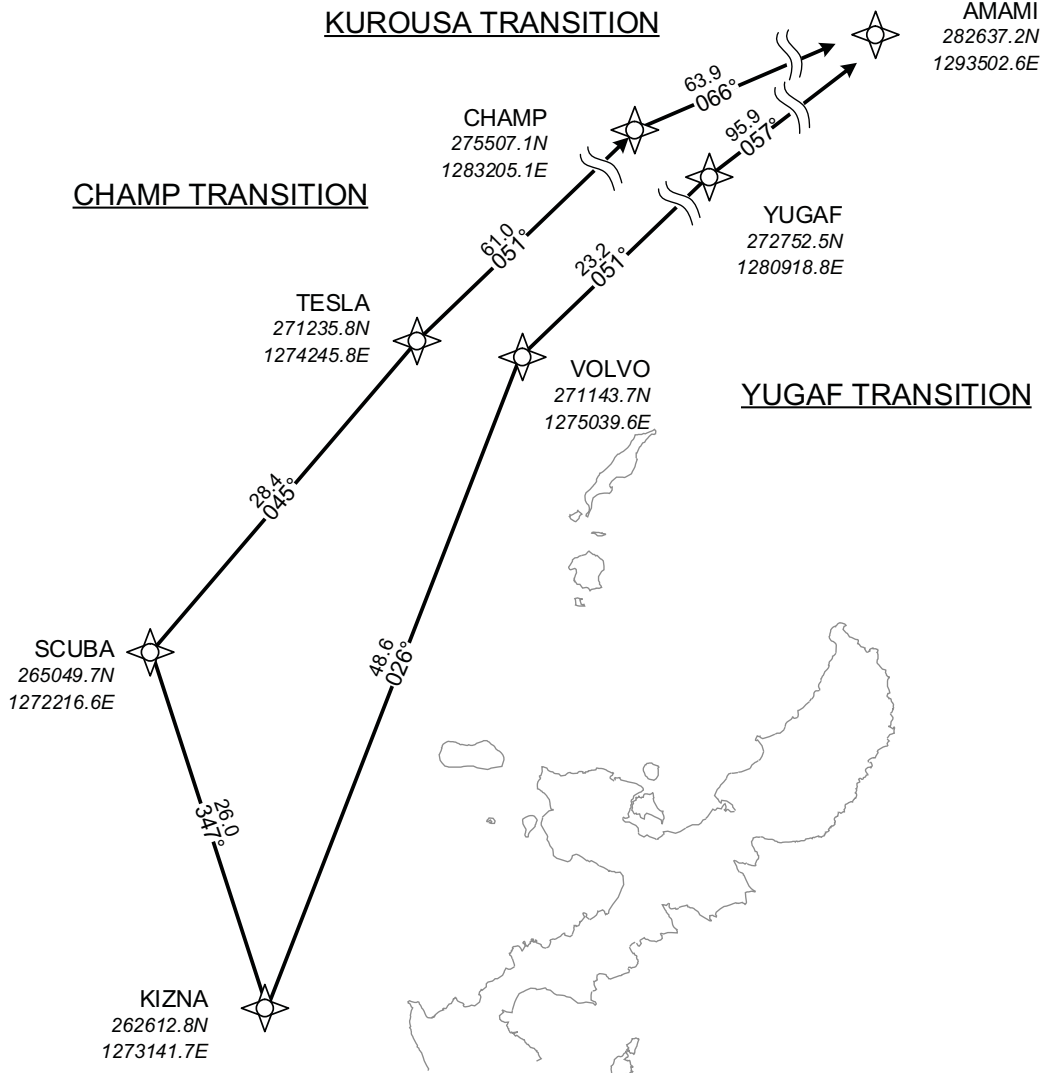 KUROUSA TRANSITION
AMAMI
282637.2N
1293502.6E
63.9
066°
CHAMP
275507.1N
1283205.1E
95.9
057°
CHAMP TRANSITION
YUGAF
272752.5N
1280918.8E
61.0
051°
23.2
051°
TESLA
271235.8N
1274245.8E
VOLVO
271143.7N
1275039.6E
YUGAF TRANSITION
28.4
045°
SCUBA
265049.7N
1272216.6E
48.6
026°
26.0
347°
KIZNA
262612.8N
1273141.7E